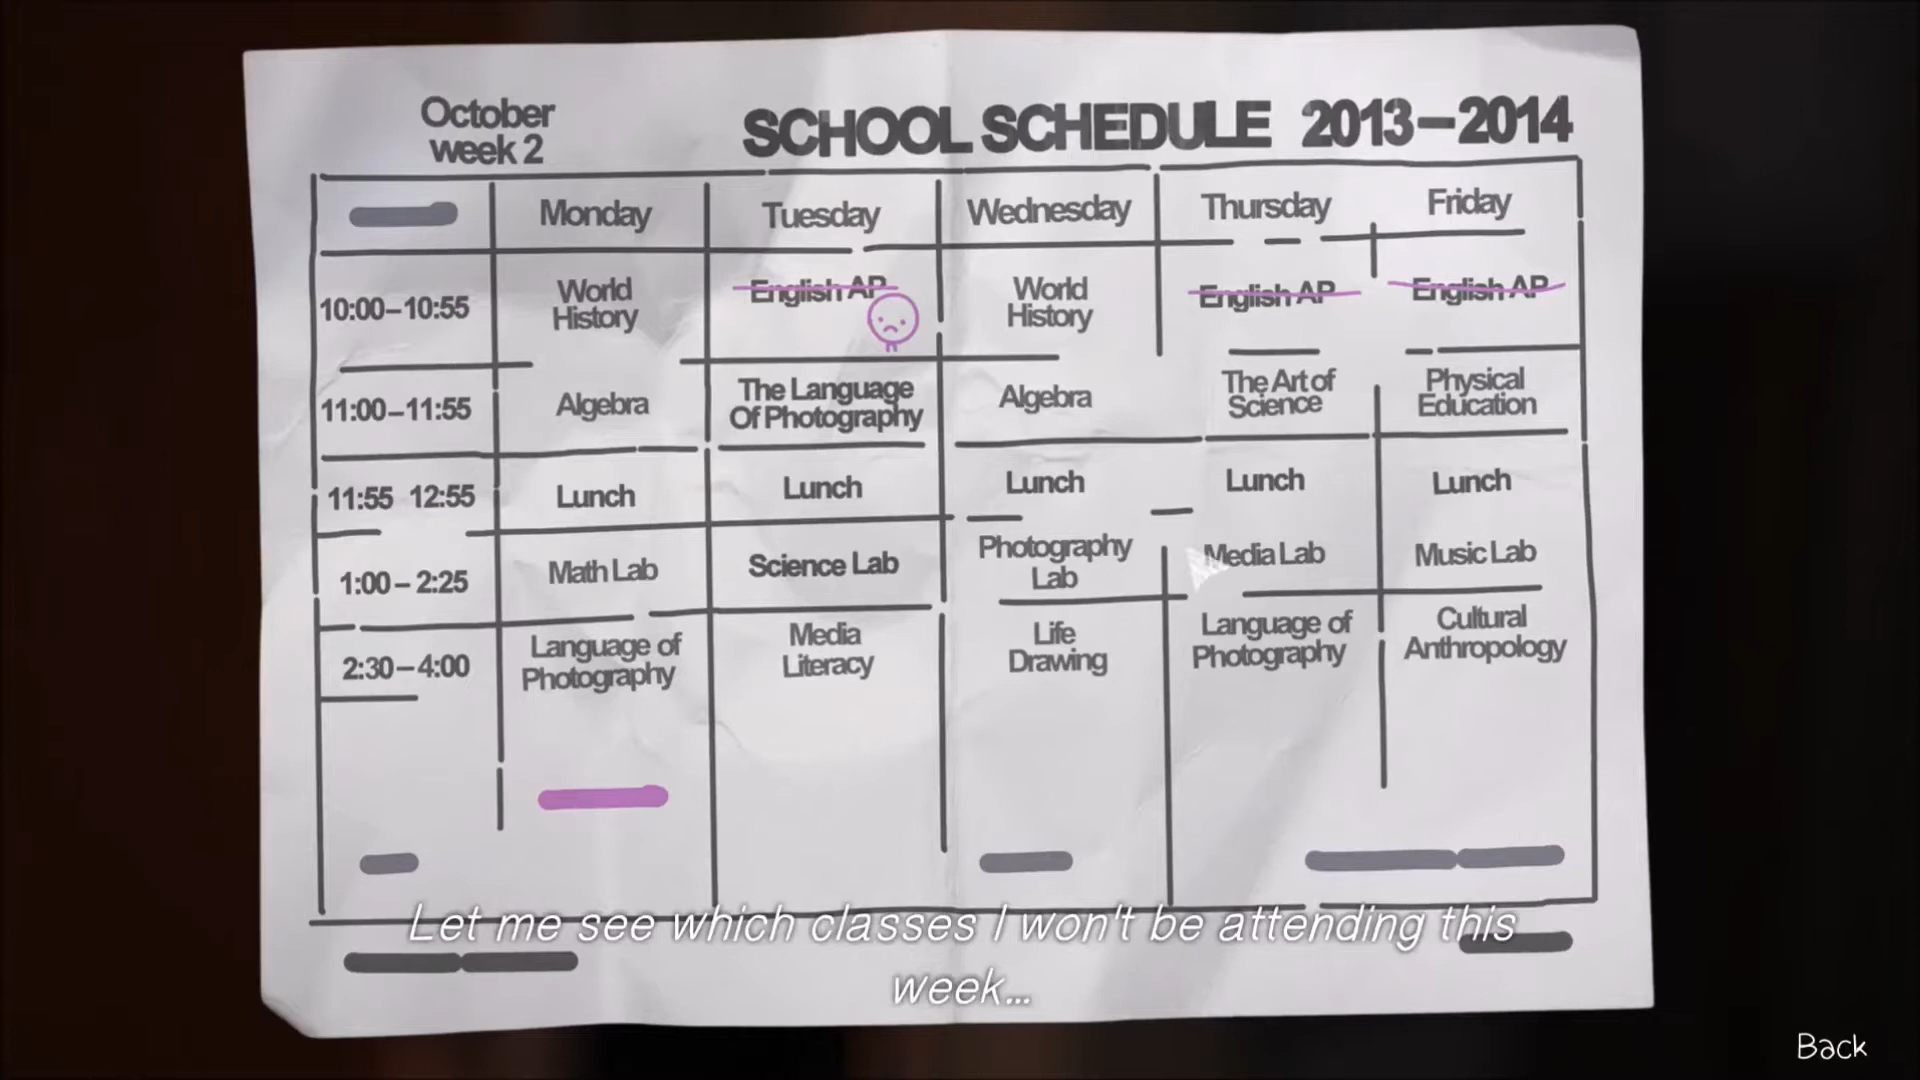 October
week 2
SCHOOL SCHEDULE 2013–2014
Monday Tuesday Wednesday Thursday Friday
10:00–10:55
World
History
English AP
World
History
English AP
English AP
11:00–11:55
Algebra
The Language
Of Photography
Algebra
The Art of
Science
Physical
Education
11:55 12:55
Lunch
Lunch
Lunch
Lunch
Lunch
1:00–2:25
Math Lab
Science Lab
Photography
Lab
Media Lab
Music Lab
2:30–4:00
Language of
Photography
Media
Literacy
Life
Drawing
Language of
Photography
Cultural
Anthropology
Let me see which classes I won't be attending this
week...
Back